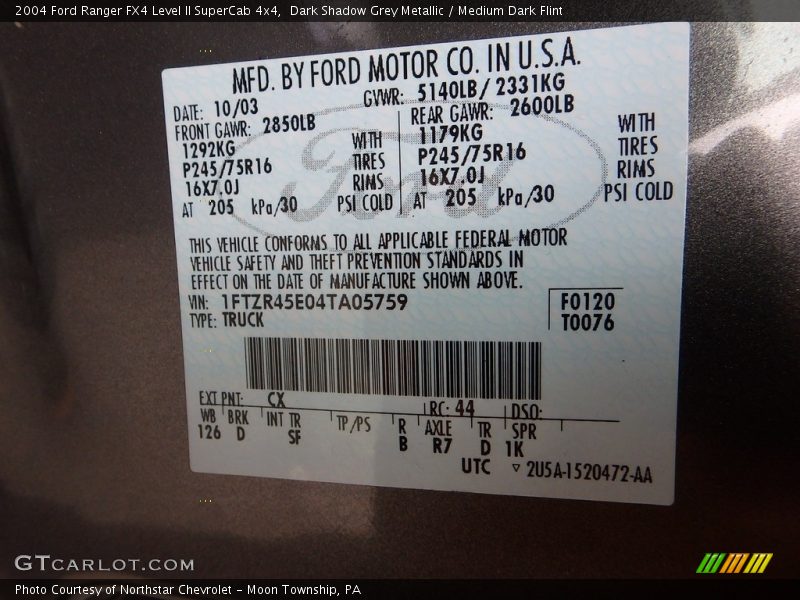 2004 Ford Ranger FX4 Level II SuperCab 4x4,  Dark Shadow Grey Metallic / Medium Dark Flint
MFD. BY FORD MOTOR CO. IN U.S.A.
DATE: 10/03 GVWR: 5140LB/ 2331KG
FRONT GAWR: 2850LB REAR GAWR: 2600LB
1292KG WITH 1179KG WITH
P245/75R16 TIRES P245/75R16 TIRES
16X7.0J RIMS 16X7.0J RIMS
AT 205 kPa/30 PSI COLD AT 205 kPa/30 PSI COLD
Ford
THIS VEHICLE CONFORMS TO ALL APPLICABLE FEDERAL MOTOR
VEHICLE SAFETY AND THEFT PREVENTION STANDARDS IN
EFFECT ON THE DATE OF MANUFACTURE SHOWN ABOVE.
VIN: 1FTZR45E04TA05759 F0120
TYPE: TRUCK T0076
EXT PNT: CX RC: 44 DSO:
WB BRK INT TR TP/PS R AXLE TR SPR
126 D SF B R7 D 1K
UTC ▽ 2U5A-1520472-AA
GTCARLOT.COM
Photo Courtesy of Northstar Chevrolet - Moon Township, PA